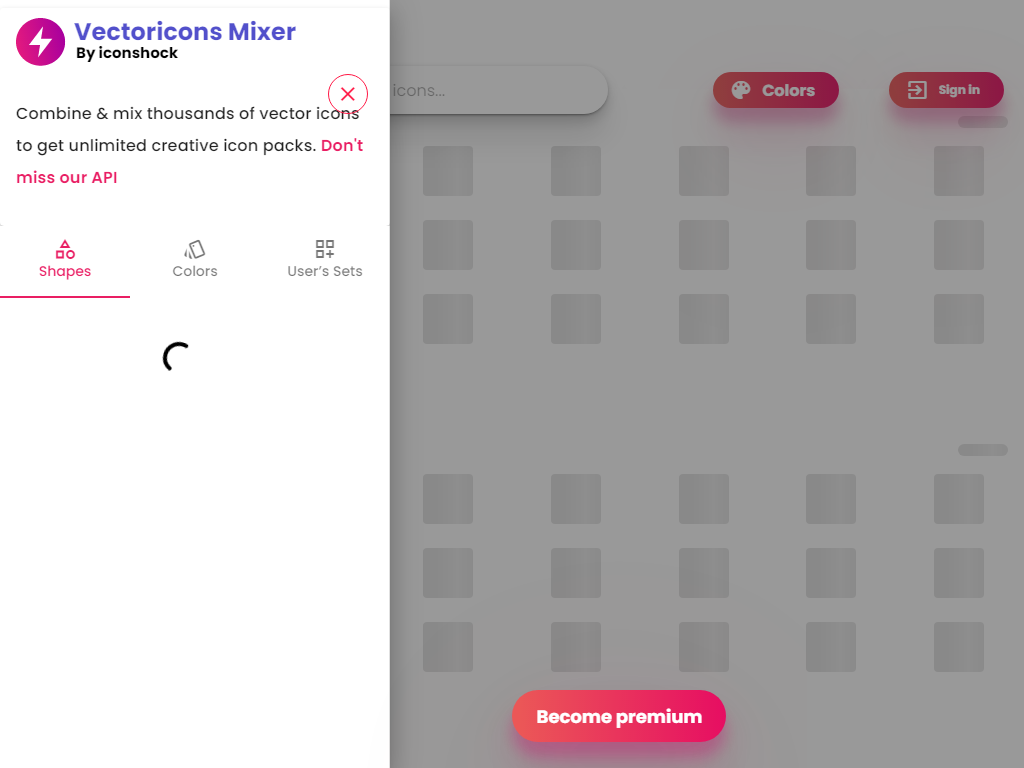 Vectoricons Mixer
By iconshock
Combine & mix thousands of vector icons
to get unlimited creative icon packs. Don't
miss our API
Shapes
Colors
User's Sets
icons...
Colors
Sign in
Become premium